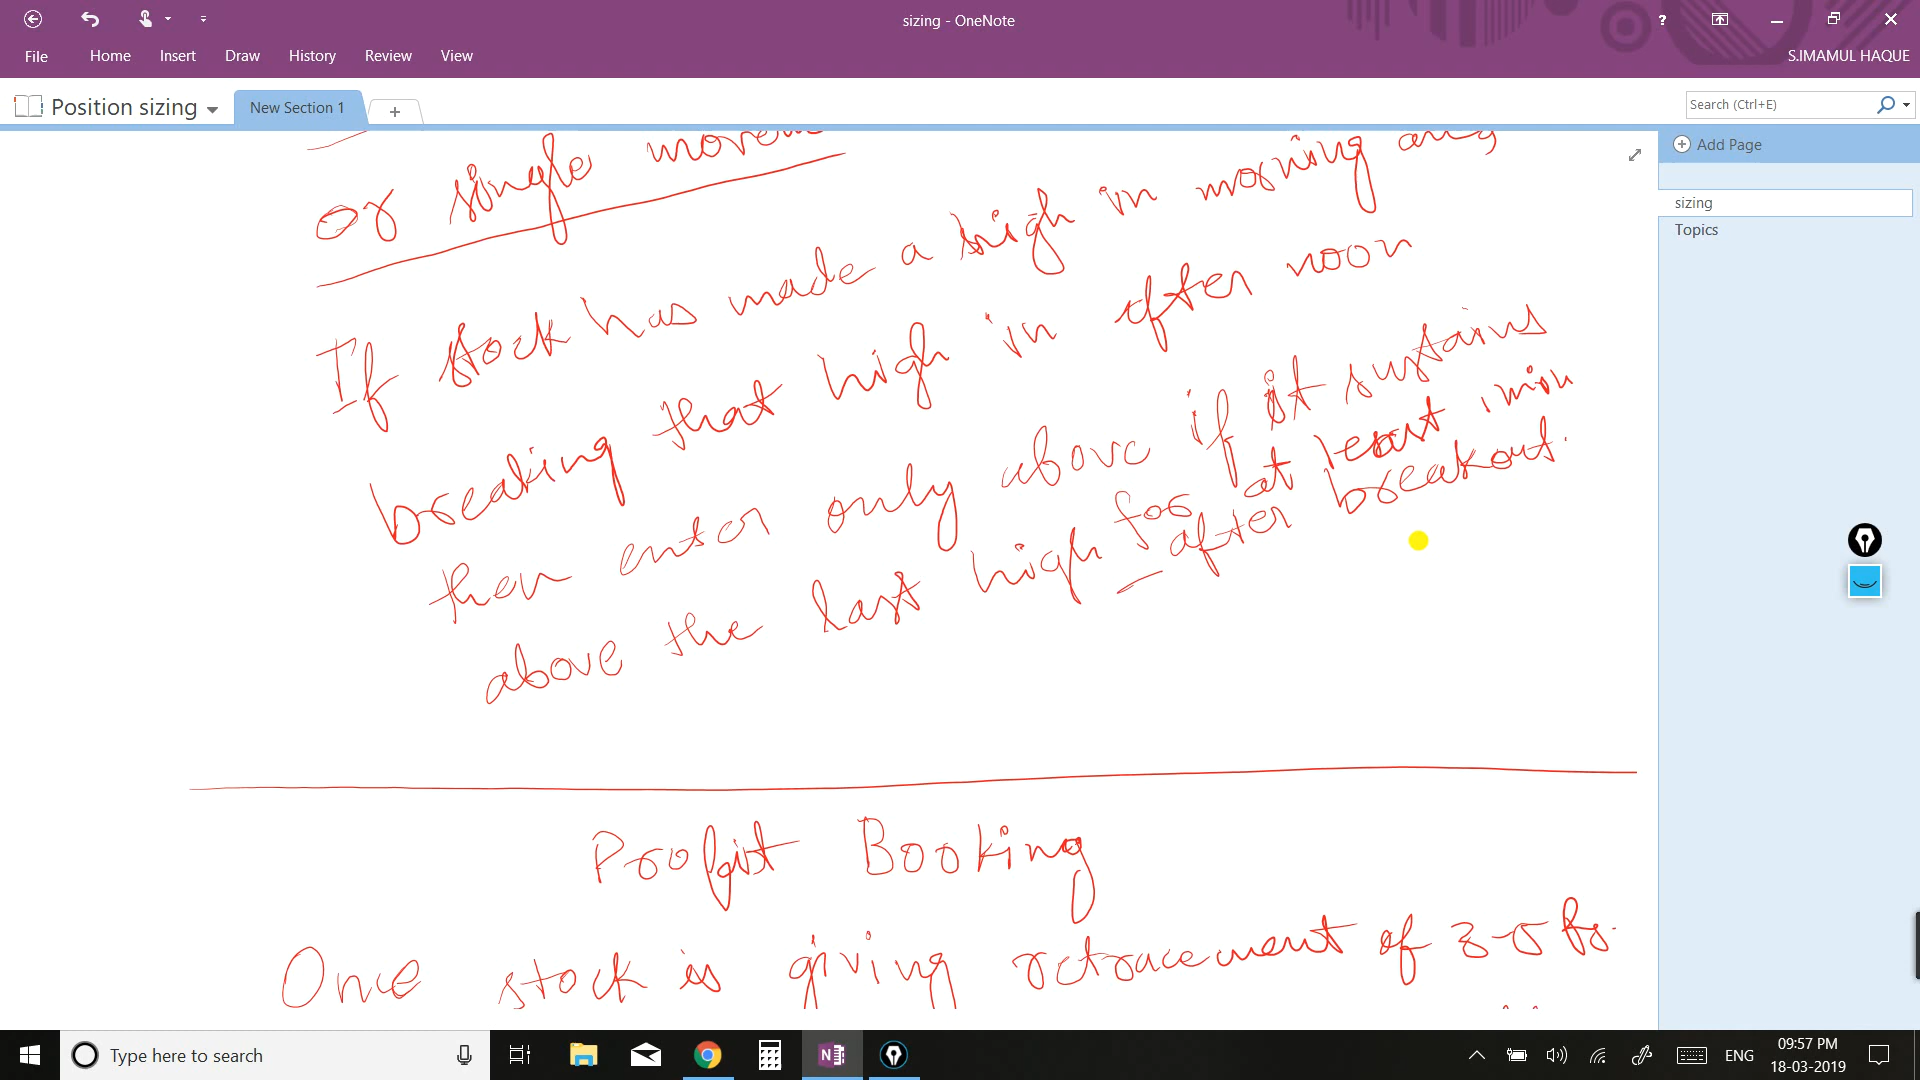 sizing - OneNote
?
File Home Insert Draw History Review View
S.IMAMUL HAQUE
Position sizing
New Section 1
+
Search (Ctrl+E)
Add Page
sizing
Topics
or single
If stock has made a high in morning and
breaking that high in after noon
then enter only above if it sustains
above the last high for at least 1 min
after breakout.
Profit Booking
One stock is giving retracement of 3-5
Type here to search
N
ENG
09:57 PM
18-03-2019